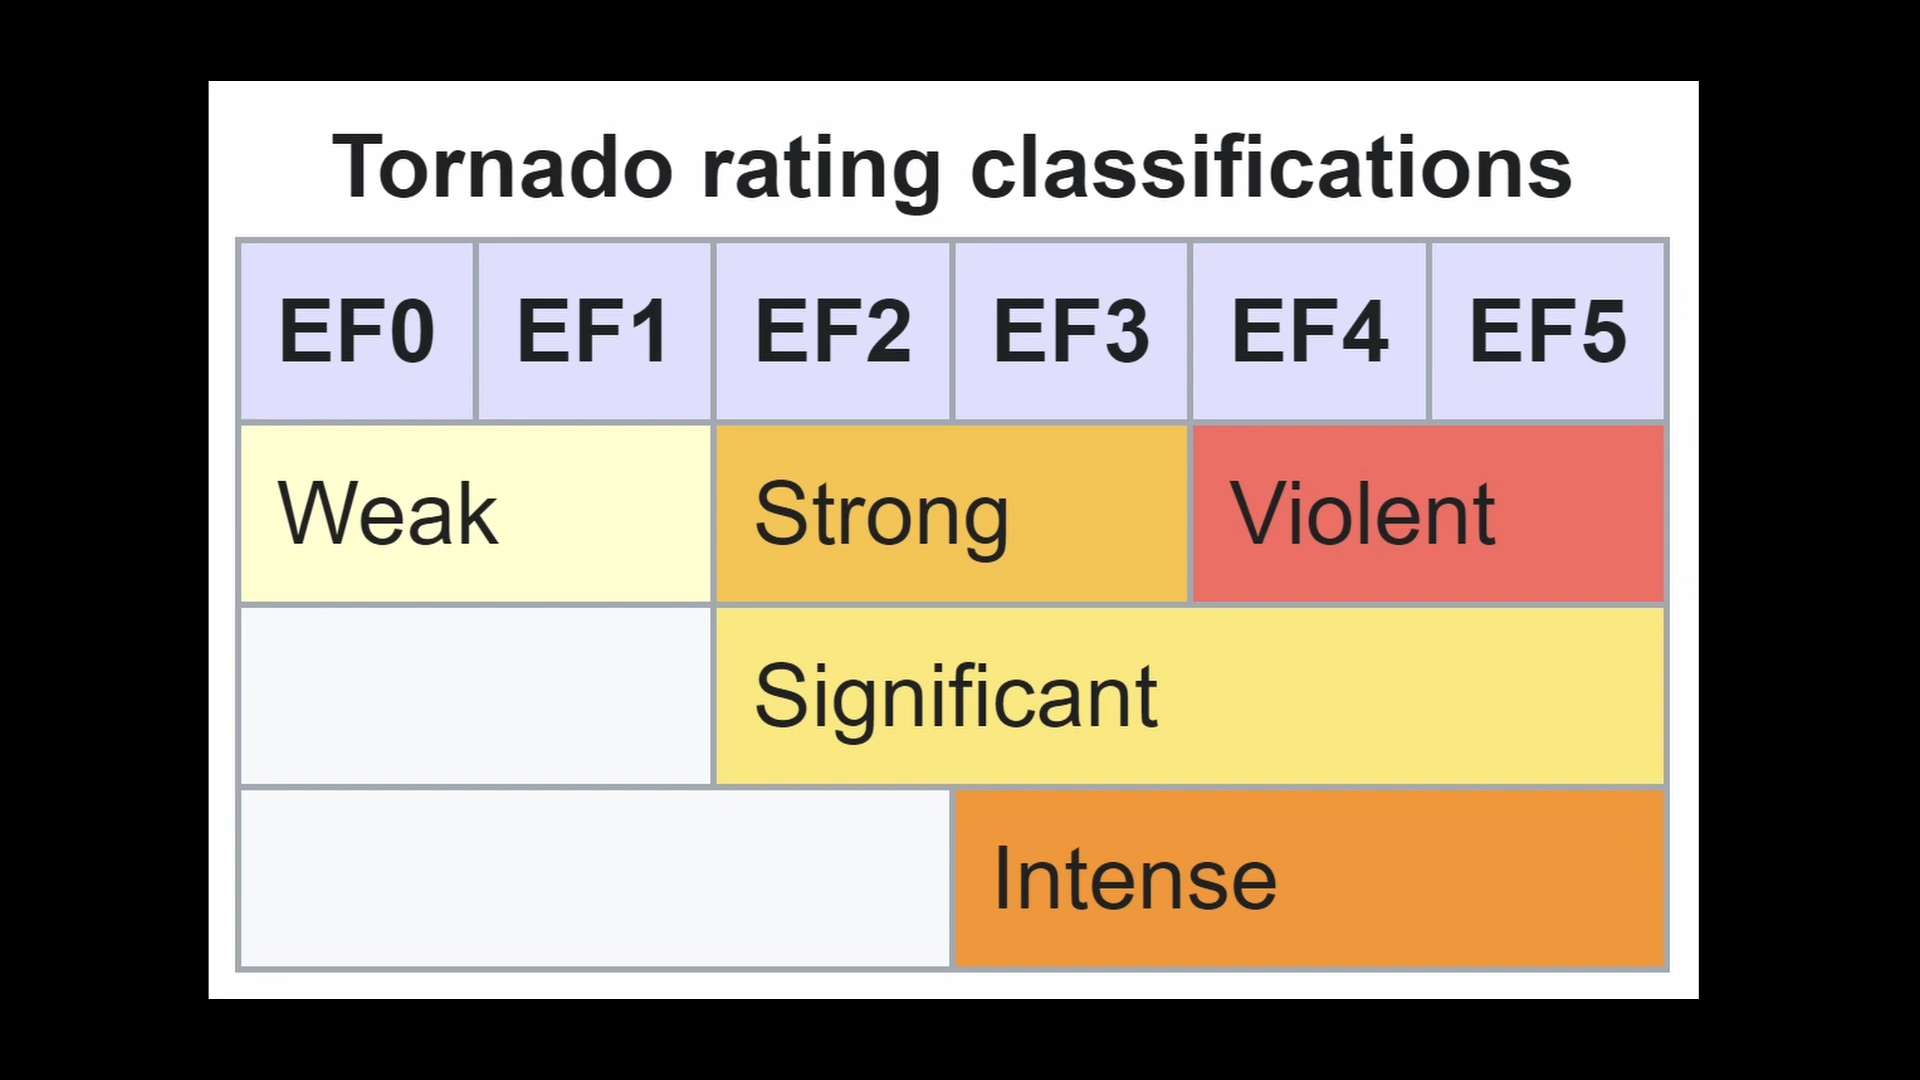 Tornado rating classifications
EF0 EF1 EF2 EF3 EF4 EF5
Weak Strong Violent
Significant
Intense